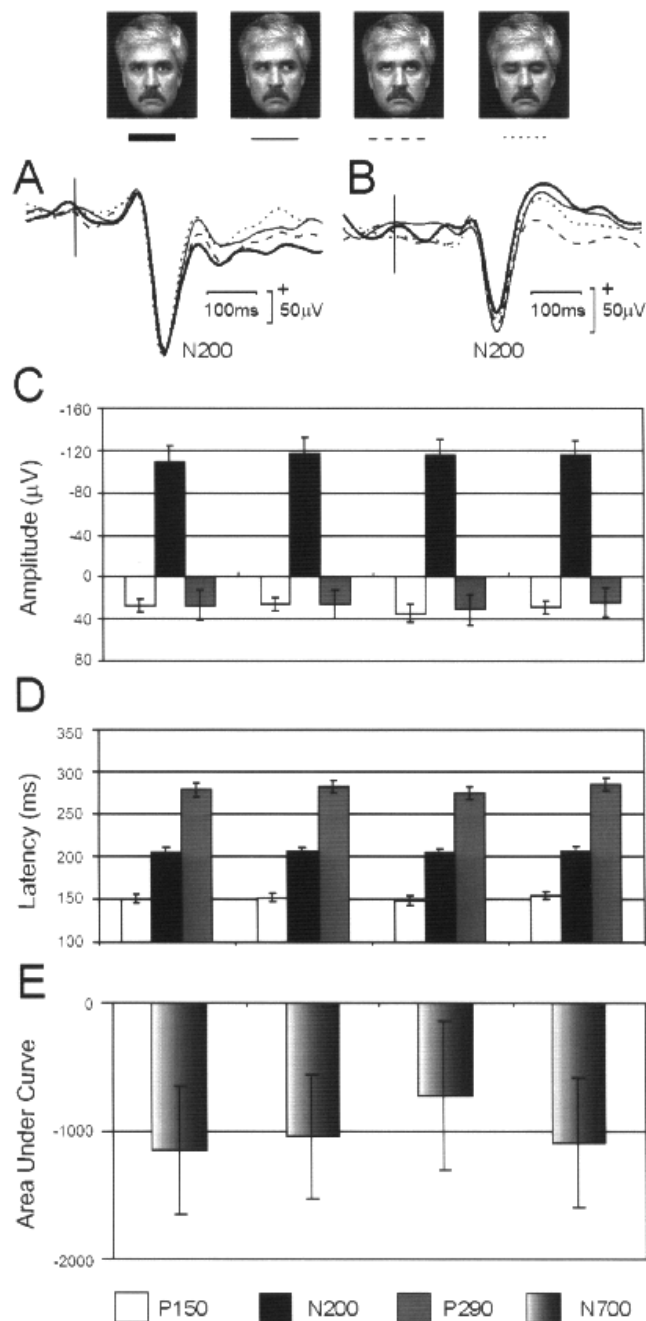 A
B
+
+
100ms
50µV
100ms
50µV
N200
N200
C
Amplitude (µV)
-160
-120
-80
-40
0
40
80
D
Latency (ms)
350
300
250
200
150
100
E
Area Under Curve
0
-1000
-2000
P150
N200
P290
N700